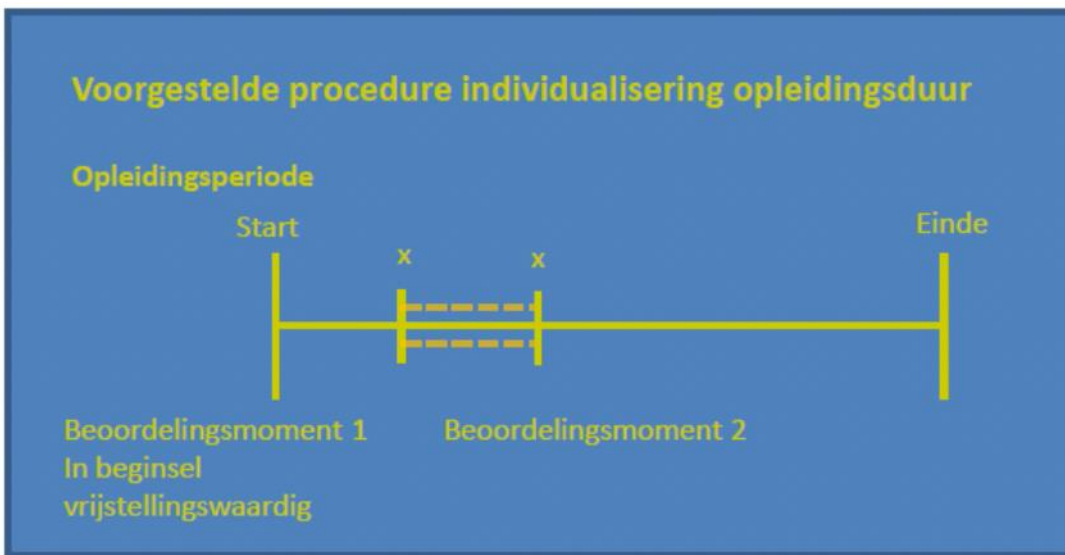 Voorgestelde procedure individualisering opleidingsduur
Opleidingsperiode
Start
Einde
x
x
Beoordelingsmoment 1
Beoordelingsmoment 2
In beginsel
vrijstellingswaardig